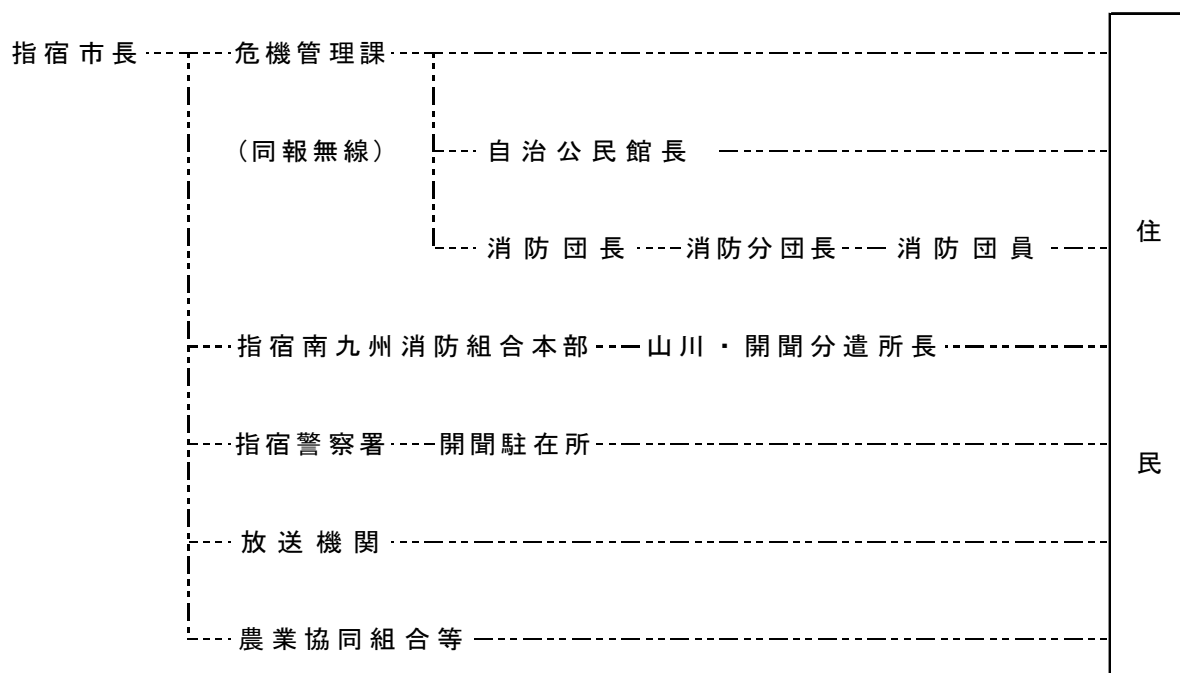 指宿市長 危機管理課
(同報無線) 自治公民館長
住
消防団長 消防分団長 消防団員
指宿南九州消防組合本部 山川・開聞分遣所長
指宿警察署 開聞駐在所
民
放送機関
農業協同組合等